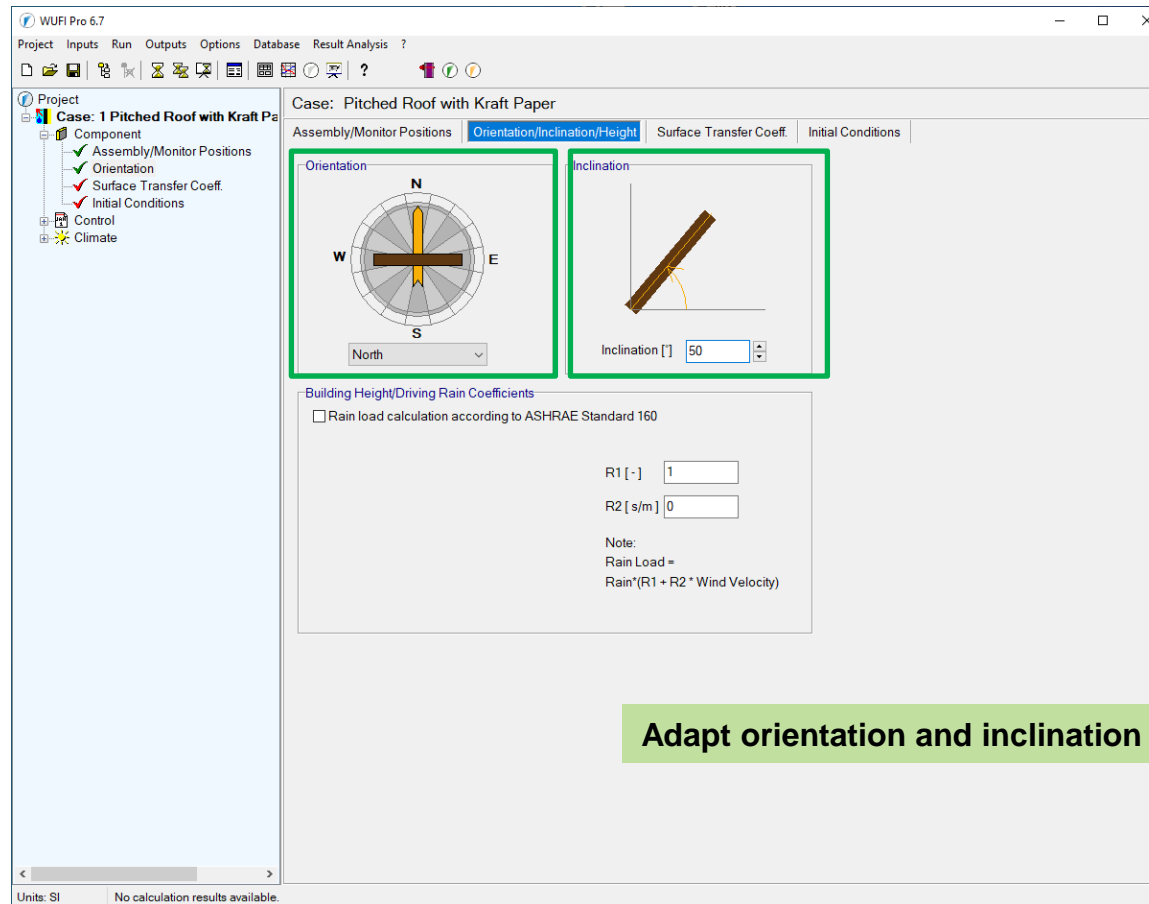 WUFI Pro 6.7
Project Inputs Run Outputs Options Database Result Analysis ?
Project
Case: 1 Pitched Roof with Kraft Pa
Component
Assembly/Monitor Positions
Orientation
Surface Transfer Coeff.
Initial Conditions
Control
Climate
Case: Pitched Roof with Kraft Paper
Assembly/Monitor Positions Orientation/Inclination/Height Surface Transfer Coeff. Initial Conditions
Orientation
N
W E
S
North
Inclination
Inclination [°] 50
Building Height/Driving Rain Coefficients
Rain load calculation according to ASHRAE Standard 160
R1 [ - ] 1
R2 [ s/m ] 0
Note:
Rain Load =
Rain*(R1 + R2 * Wind Velocity)
Adapt orientation and inclination
Units: SI No calculation results available.